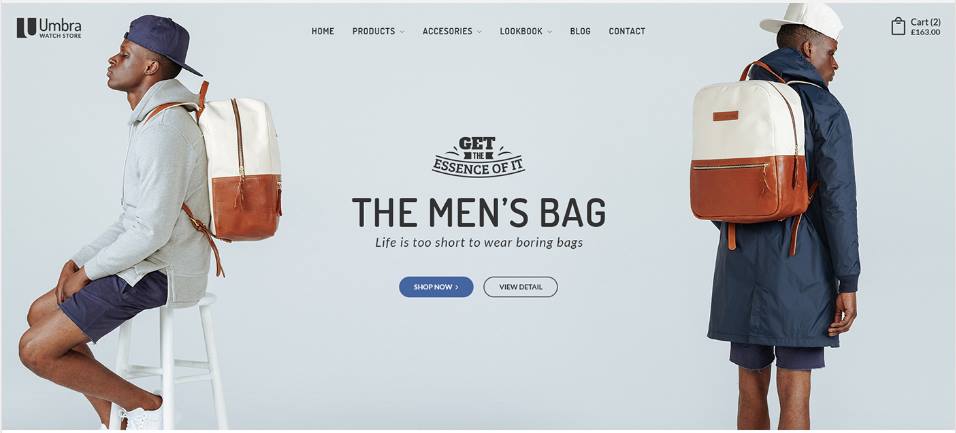 Umbra
WATCH STORE
HOME PRODUCTS ACCESORIES LOOKBOOK BLOG CONTACT
Cart (2)
£163.00
GET
THE
ESSENCE OF IT
THE MEN'S BAG
Life is too short to wear boring bags
SHOP NOW › VIEW DETAIL